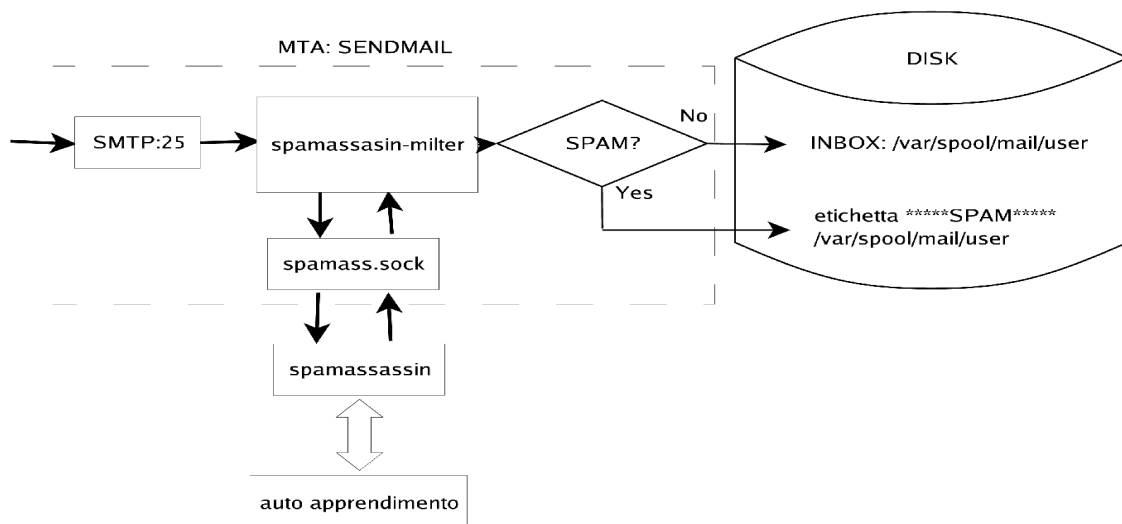 MTA: SENDMAIL
DISK
SMTP:25
spamassasin-milter
SPAM?
No
Yes
INBOX: /var/spool/mail/user
etichetta *****SPAM*****
/var/spool/mail/user
spamass.sock
spamassassin
auto apprendimento